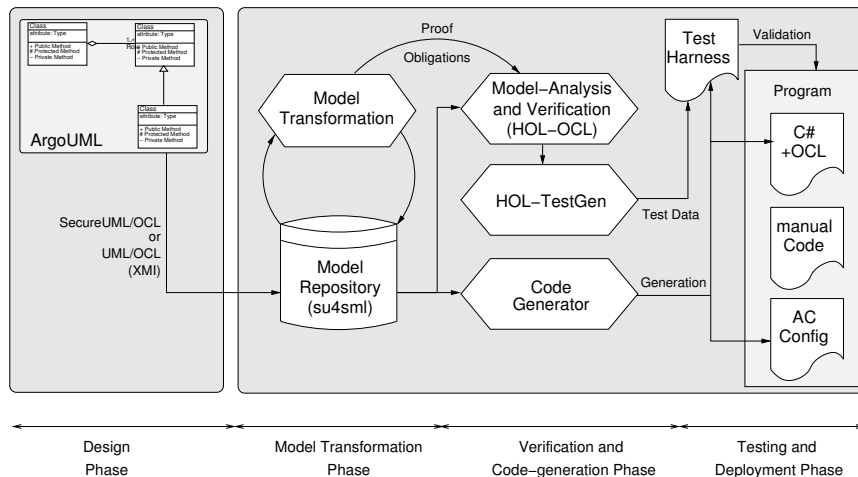 Class
attribute: Type
+ Public Method
# Protected Method
− Private Method
1..*
Role
Class
attribute: Type
+ Public Method
# Protected Method
− Private Method
Class
attribute: Type
+ Public Method
# Protected Method
− Private Method
ArgoUML
SecureUML/OCL
or
UML/OCL
(XMI)
Proof
Obligations
Model
Transformation
Model
Repository
(su4sml)
Model−Analysis
and Verification
(HOL−OCL)
HOL−TestGen
Code
Generator
Test Data
Generation
Test
Harness
Validation
Program
C#
+OCL
manual
Code
AC
Config
Design
Phase
Model Transformation
Phase
Verification and
Code−generation Phase
Testing and
Deployment Phase